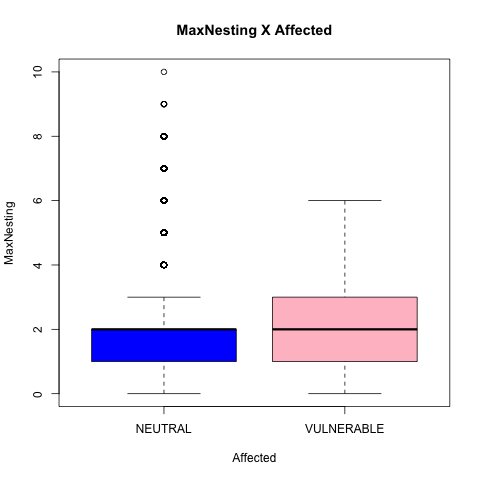 MaxNesting X Affected
10
8
6
4
2
0
MaxNesting
NEUTRAL VULNERABLE
Affected